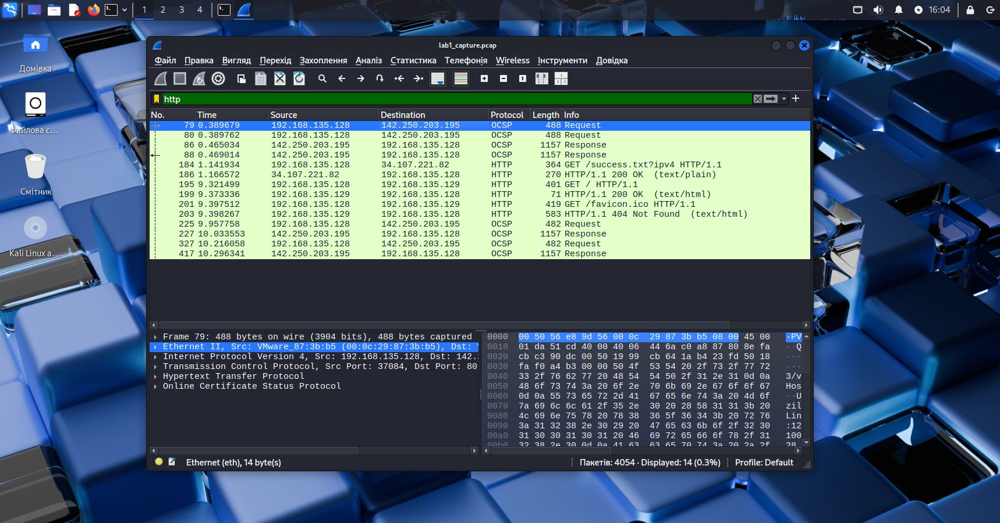 1 2 3 4 16:04
Домівка
Файлова с...
Смітник
Kali Linux a...
lab1_capture.pcap
Файл Правка Вигляд Перехід Захоплення Аналіз Статистика Телефонія Wireless Інструменти Довідка
http
No. Time Source Destination Protocol Length Info
79 0.389679 192.168.135.128 142.250.203.195 OCSP 488 Request
80 0.389762 192.168.135.128 142.250.203.195 OCSP 488 Request
86 0.465034 142.250.203.195 192.168.135.128 OCSP 1157 Response
88 0.469014 142.250.203.195 192.168.135.128 OCSP 1157 Response
184 1.141934 192.168.135.128 34.107.221.82 HTTP 364 GET /success.txt?ipv4 HTTP/1.1
186 1.166572 34.107.221.82 192.168.135.128 HTTP 270 HTTP/1.1 200 OK (text/plain)
195 9.321499 192.168.135.128 192.168.135.129 HTTP 401 GET / HTTP/1.1
199 9.373336 192.168.135.129 192.168.135.128 HTTP 71 HTTP/1.1 200 OK (text/html)
201 9.397512 192.168.135.128 192.168.135.129 HTTP 419 GET /favicon.ico HTTP/1.1
203 9.398267 192.168.135.129 192.168.135.128 HTTP 583 HTTP/1.1 404 Not Found (text/html)
225 9.957758 192.168.135.128 142.250.203.195 OCSP 482 Request
227 10.033553 142.250.203.195 192.168.135.128 OCSP 1157 Response
327 10.216058 192.168.135.128 142.250.203.195 OCSP 482 Request
417 10.296341 142.250.203.195 192.168.135.128 OCSP 1157 Response
Frame 79: 488 bytes on wire (3904 bits), 488 bytes captured
Ethernet II, Src: VMware_87:3b:b5 (00:0c:29:87:3b:b5), Dst:
Internet Protocol Version 4, Src: 192.168.135.128, Dst: 142.
Transmission Control Protocol, Src Port: 37084, Dst Port: 80
Hypertext Transfer Protocol
Online Certificate Status Protocol
0000 00 50 56 e8 9d 56 00 0c 29 87 3b b5 08 00 45 00 ·PV
0010 01 da 51 cd 40 00 40 06 44 6a c0 a8 87 80 8e fa ··Q
0020 cb c3 90 dc 00 50 19 99 cb 64 1a b4 23 fd 50 18 ····
0030 fa f0 a4 b3 00 00 50 4f 53 54 20 2f 73 2f 77 72 ····
0040 33 2f 76 62 77 20 48 54 54 50 2f 31 2e 31 0d 0a 3/v
0050 48 6f 73 74 3a 20 6f 2e 70 6b 69 2e 67 6f 6f 67 Hos
0060 0d 0a 55 73 65 72 2d 41 67 65 6e 74 3a 20 4d 6f ··U
0070 7a 69 6c 6c 61 2f 35 2e 30 20 28 58 31 31 3b 20 zil
0080 4c 69 6e 75 78 20 78 38 36 5f 36 34 3b 20 72 76 Lin
0090 3a 31 32 38 2e 30 29 20 47 65 63 6b 6f 2f 32 30 :12
00a0 31 30 30 31 30 31 20 46 69 72 65 66 6f 78 2f 31 100
00b0 32 38 2e 30 0d 0a 41 63 63 65 70 74 3a 20 2a 2f 28.
Ethernet (eth), 14 byte(s) Пакетів: 4054 · Displayed: 14 (0.3%) Profile: Default